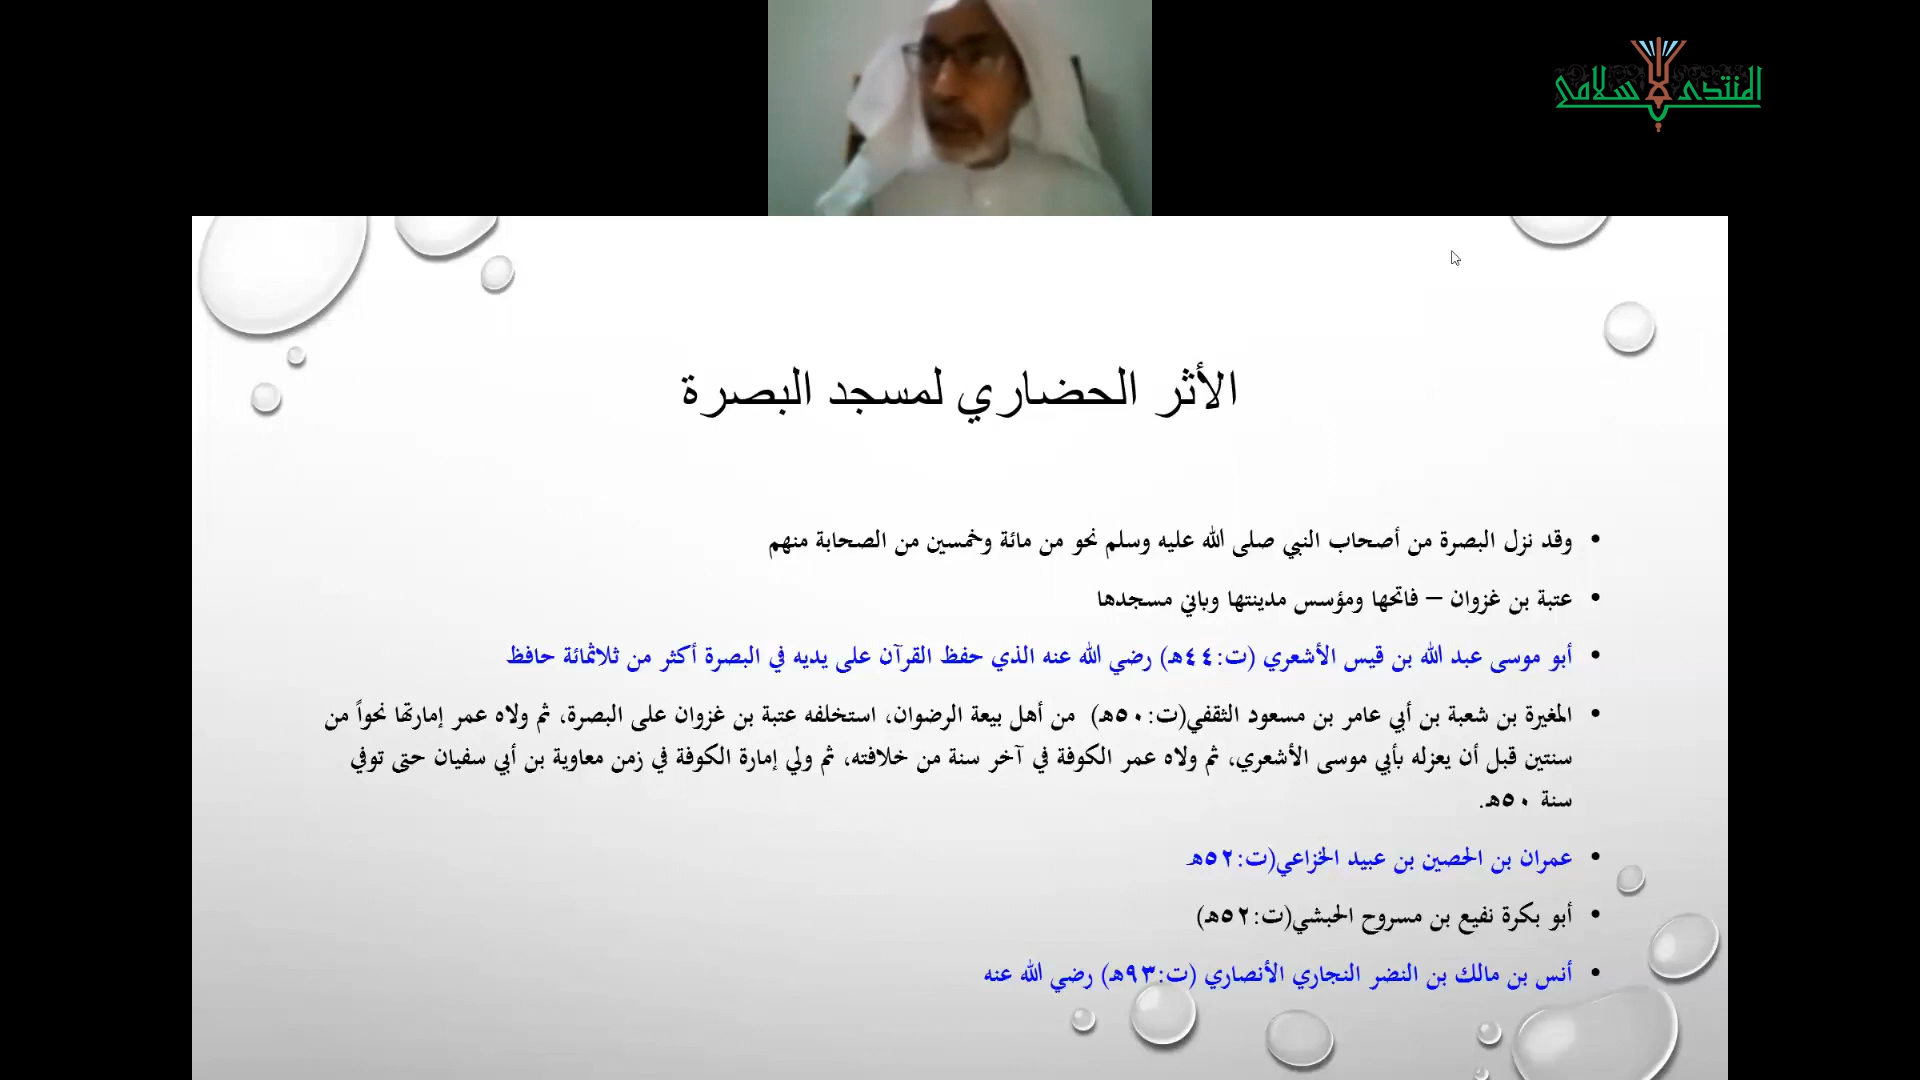 المنتدى الإسلامي
الأثر الحضاري لمسجد البصرة
• وقد نزل البصرة من أصحاب النبي صلى الله عليه وسلم نحو من مائة وخمسين من الصحابة منهم
• عتبة بن غزوان – فاتحها ومؤسس مدينتها وباني مسجدها
• أبو موسى عبد الله بن قيس الأشعري (ت:٤٤هـ) رضي الله عنه الذي حفظ القرآن على يديه في البصرة أكثر من ثلاثمائة حافظ
• المغيرة بن شعبة بن أبي عامر بن مسعود الثقفي(ت:٥٠هـ) من أهل بيعة الرضوان، استخلفه عتبة بن غزوان على البصرة، ثم ولاه عمر إمارتها نحواً من
سنتين قبل أن يعزله بأبي موسى الأشعري، ثم ولاه عمر الكوفة في آخر سنة من خلافته، ثم ولي إمارة الكوفة في زمن معاوية بن أبي سفيان حتى توفي
سنة ٥٠هـ.
• عمران بن الحصين بن عبيد الخزاعي(ت:٥٢هـ
• أبو بكرة نفيع بن مسروح الحبشي(ت:٥٢هـ)
• أنس بن مالك بن النضر النجاري الأنصاري (ت:٩٣هـ) رضي الله عنه